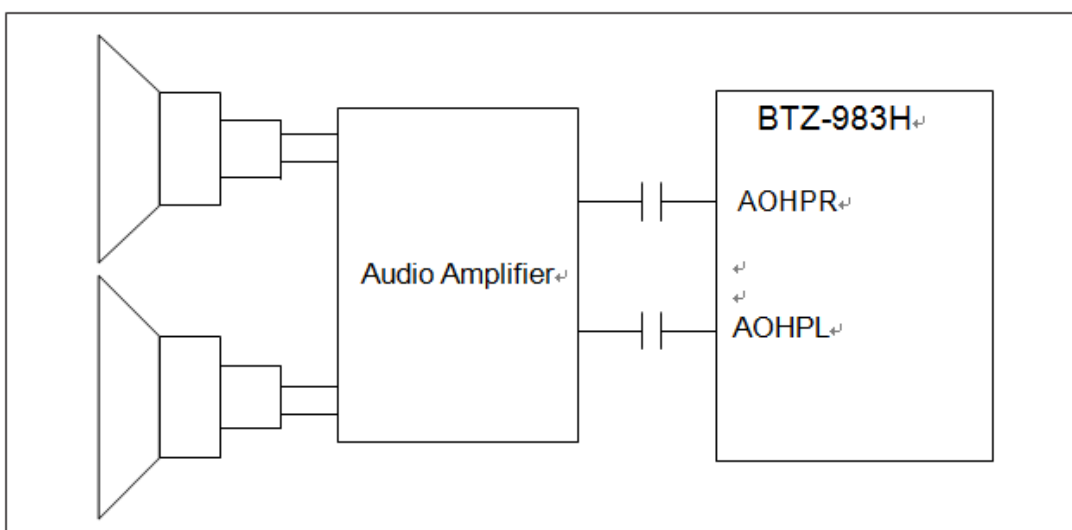 BTZ-983H↵
AOHPR↵
↵
Audio Amplifier↵
↵
AOHPL↵